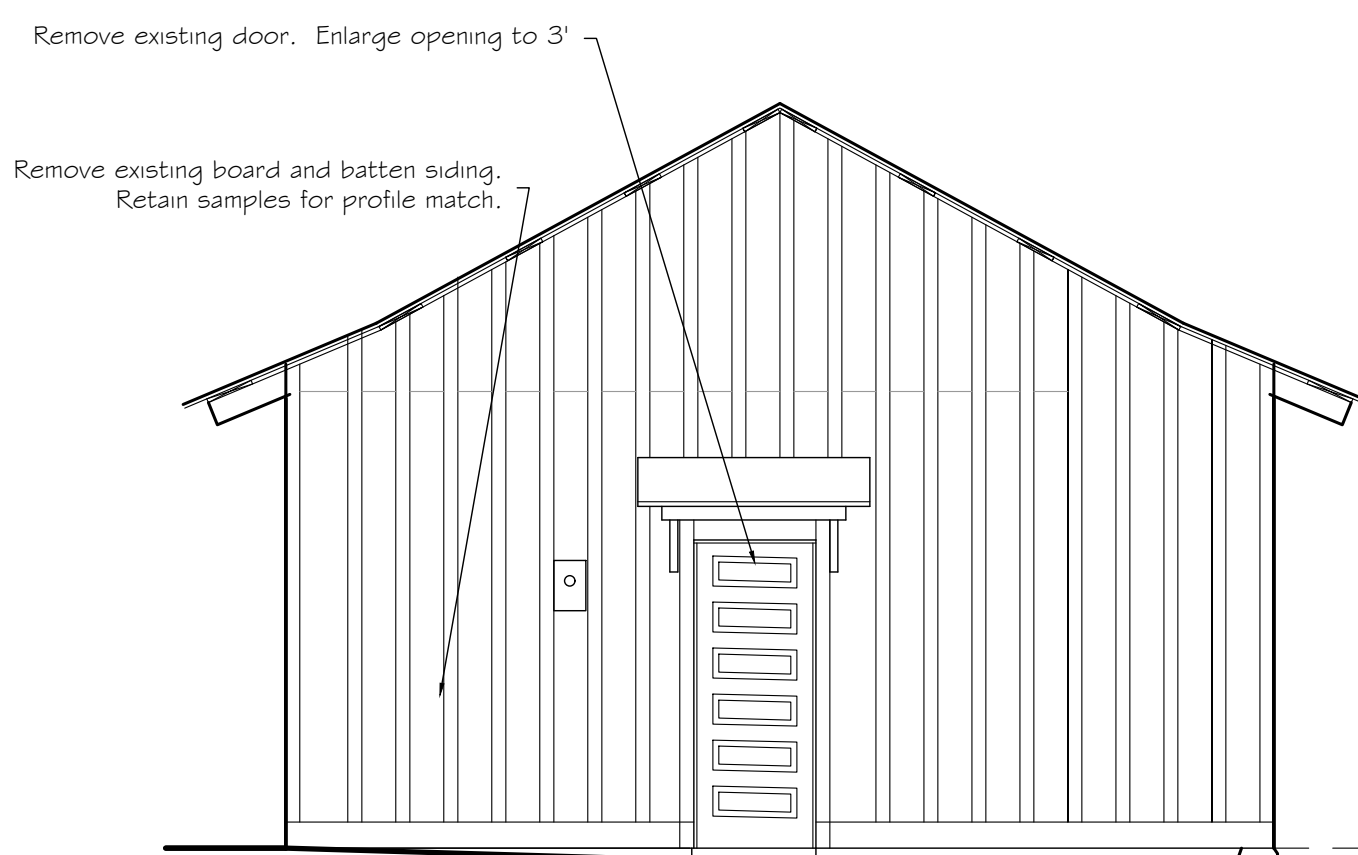 Remove existing door.  Enlarge opening to 3'
Remove existing board and batten siding.
Retain samples for profile match.